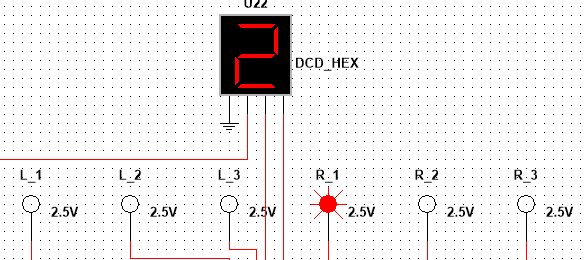 U22
2
DCD_HEX
L_1
L_2
L_3
R_1
R_2
R_3
2.5V
2.5V
2.5V
2.5V
2.5V
2.5V